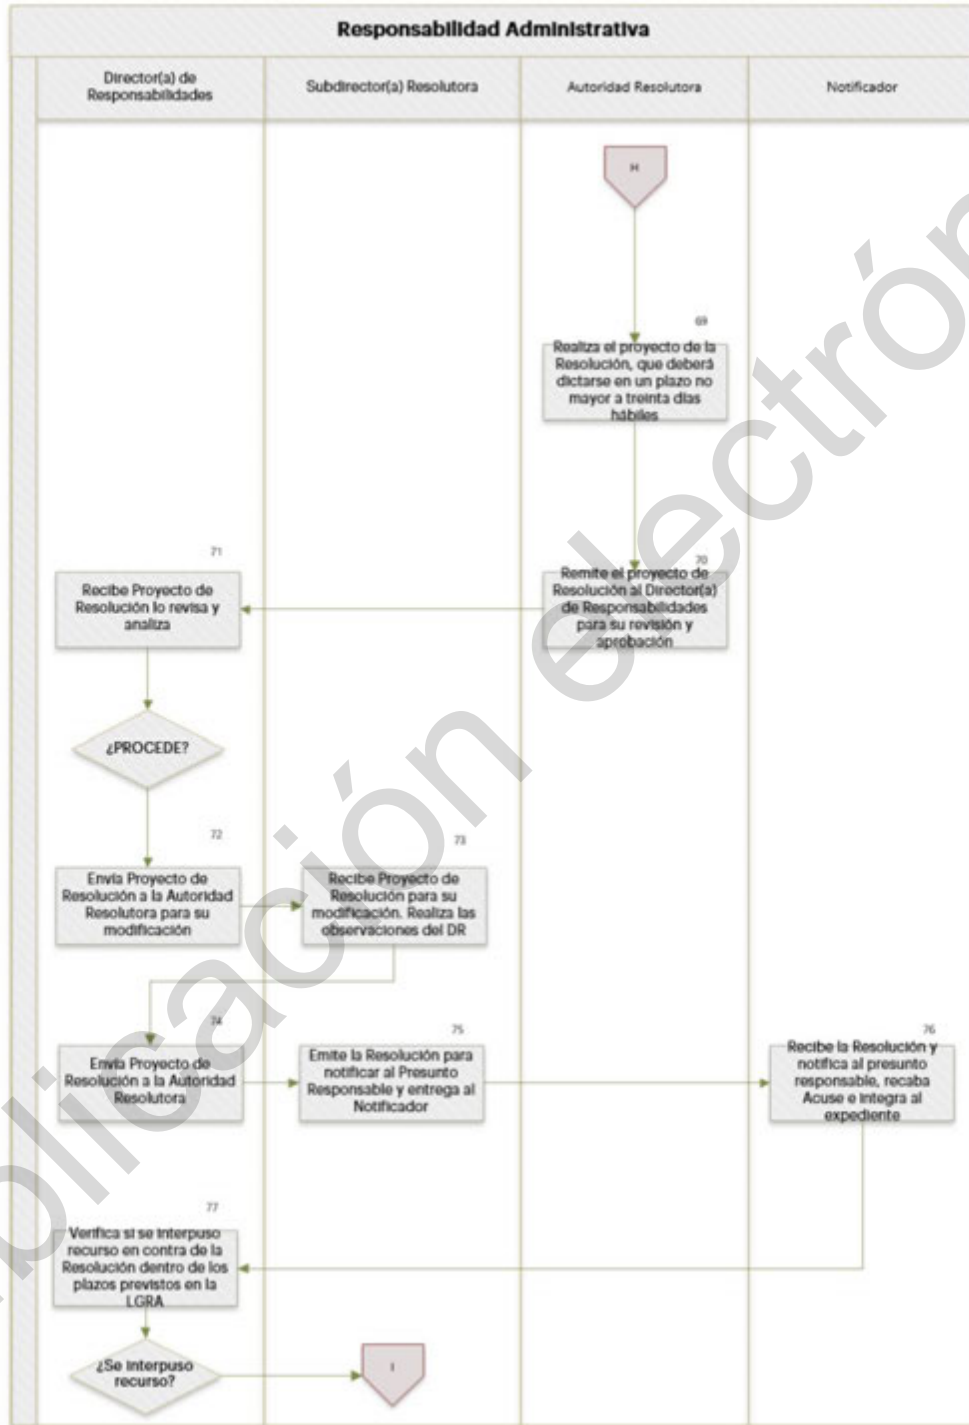 Responsabilidad Administrativa
Director(a) de
Responsabilidades
Subdirector(a) Resolutora
Autoridad Resolutora
Notificador
H
69
Realiza el proyecto de la
Resolución, que deberá
dictarse en un plazo no
mayor a treinta días
hábiles
70
Remite el proyecto de
Resolución al Director(a)
de Responsabilidades
para su revisión y
aprobación
71
Recibe Proyecto de
Resolución lo revisa y
analiza
¿PROCEDE?
72
Envía Proyecto de
Resolución a la Autoridad
Resolutora para su
modificación
73
Recibe Proyecto de
Resolución para su
modificación. Realiza las
observaciones del DR
74
Envía Proyecto de
Resolución a la Autoridad
Resolutora
75
Emite la Resolución para
notificar al Presunto
Responsable y entrega al
Notificador
76
Recibe la Resolución y
notifica al presunto
responsable, recaba
Acuse e integra al
expediente
77
Verifica si se interpuso
recurso en contra de la
Resolución dentro de los
plazos previstos en la
LGRA
¿Se interpuso
recurso?
I
plicación electrón